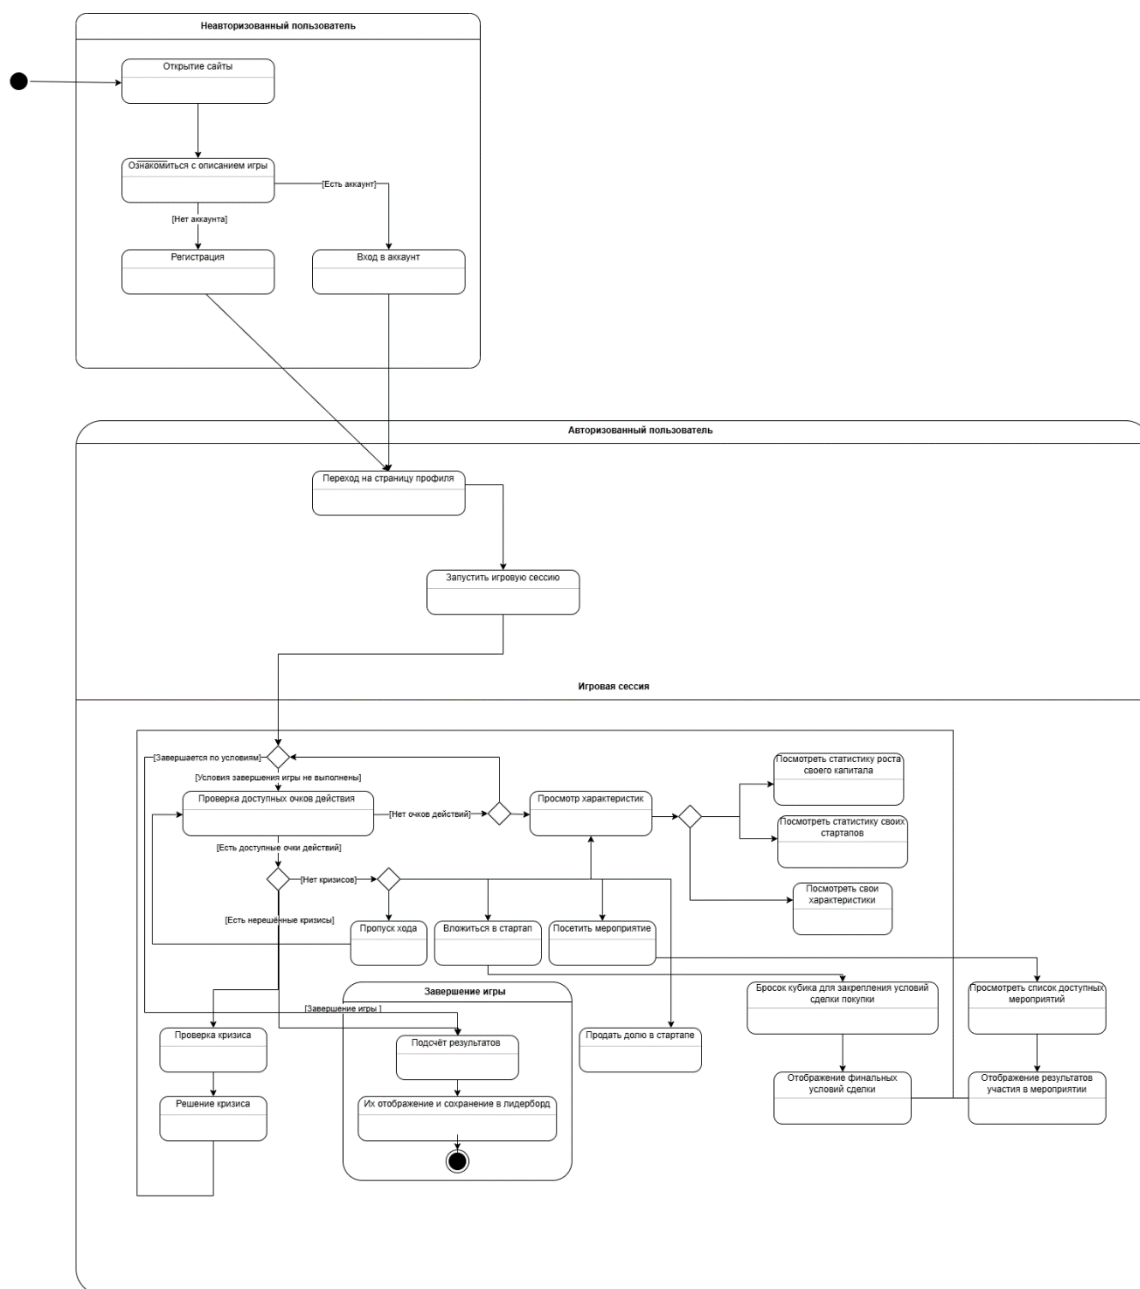 Неавторизованный пользователь
Открытие сайты
Ознакомиться с описанием игры
[Есть аккаунт]
[Нет аккаунта]
Регистрация
Вход в аккаунт
Авторизованный пользователь
Переход на страницу профиля
Запустить игровую сессию
Игровая сессия
[Завершается по условиям]
[Условия завершения игры не выполнены]
Проверка доступных очков действия
[Нет очков действий]
Просмотр характеристик
Посмотреть статистику роста
своего капитала
Посмотреть статистику своих
стартапов
[Есть доступные очки действий]
[Нет кризисов]
Посмотреть свои
характеристики
[Есть нерешённые кризисы]
Пропуск хода
Вложиться в стартап
Посетить мероприятие
Завершение игры
[Завершение игры ]
Бросок кубика для закрепления условий
сделки покупки
Просмотреть список доступных
мероприятий
Проверка кризиса
Подсчёт результатов
Продать долю в стартапе
Отображение финальных
условий сделки
Отображение результатов
участия в мероприятии
Решение кризиса
Их отображение и сохранение в лидерборд